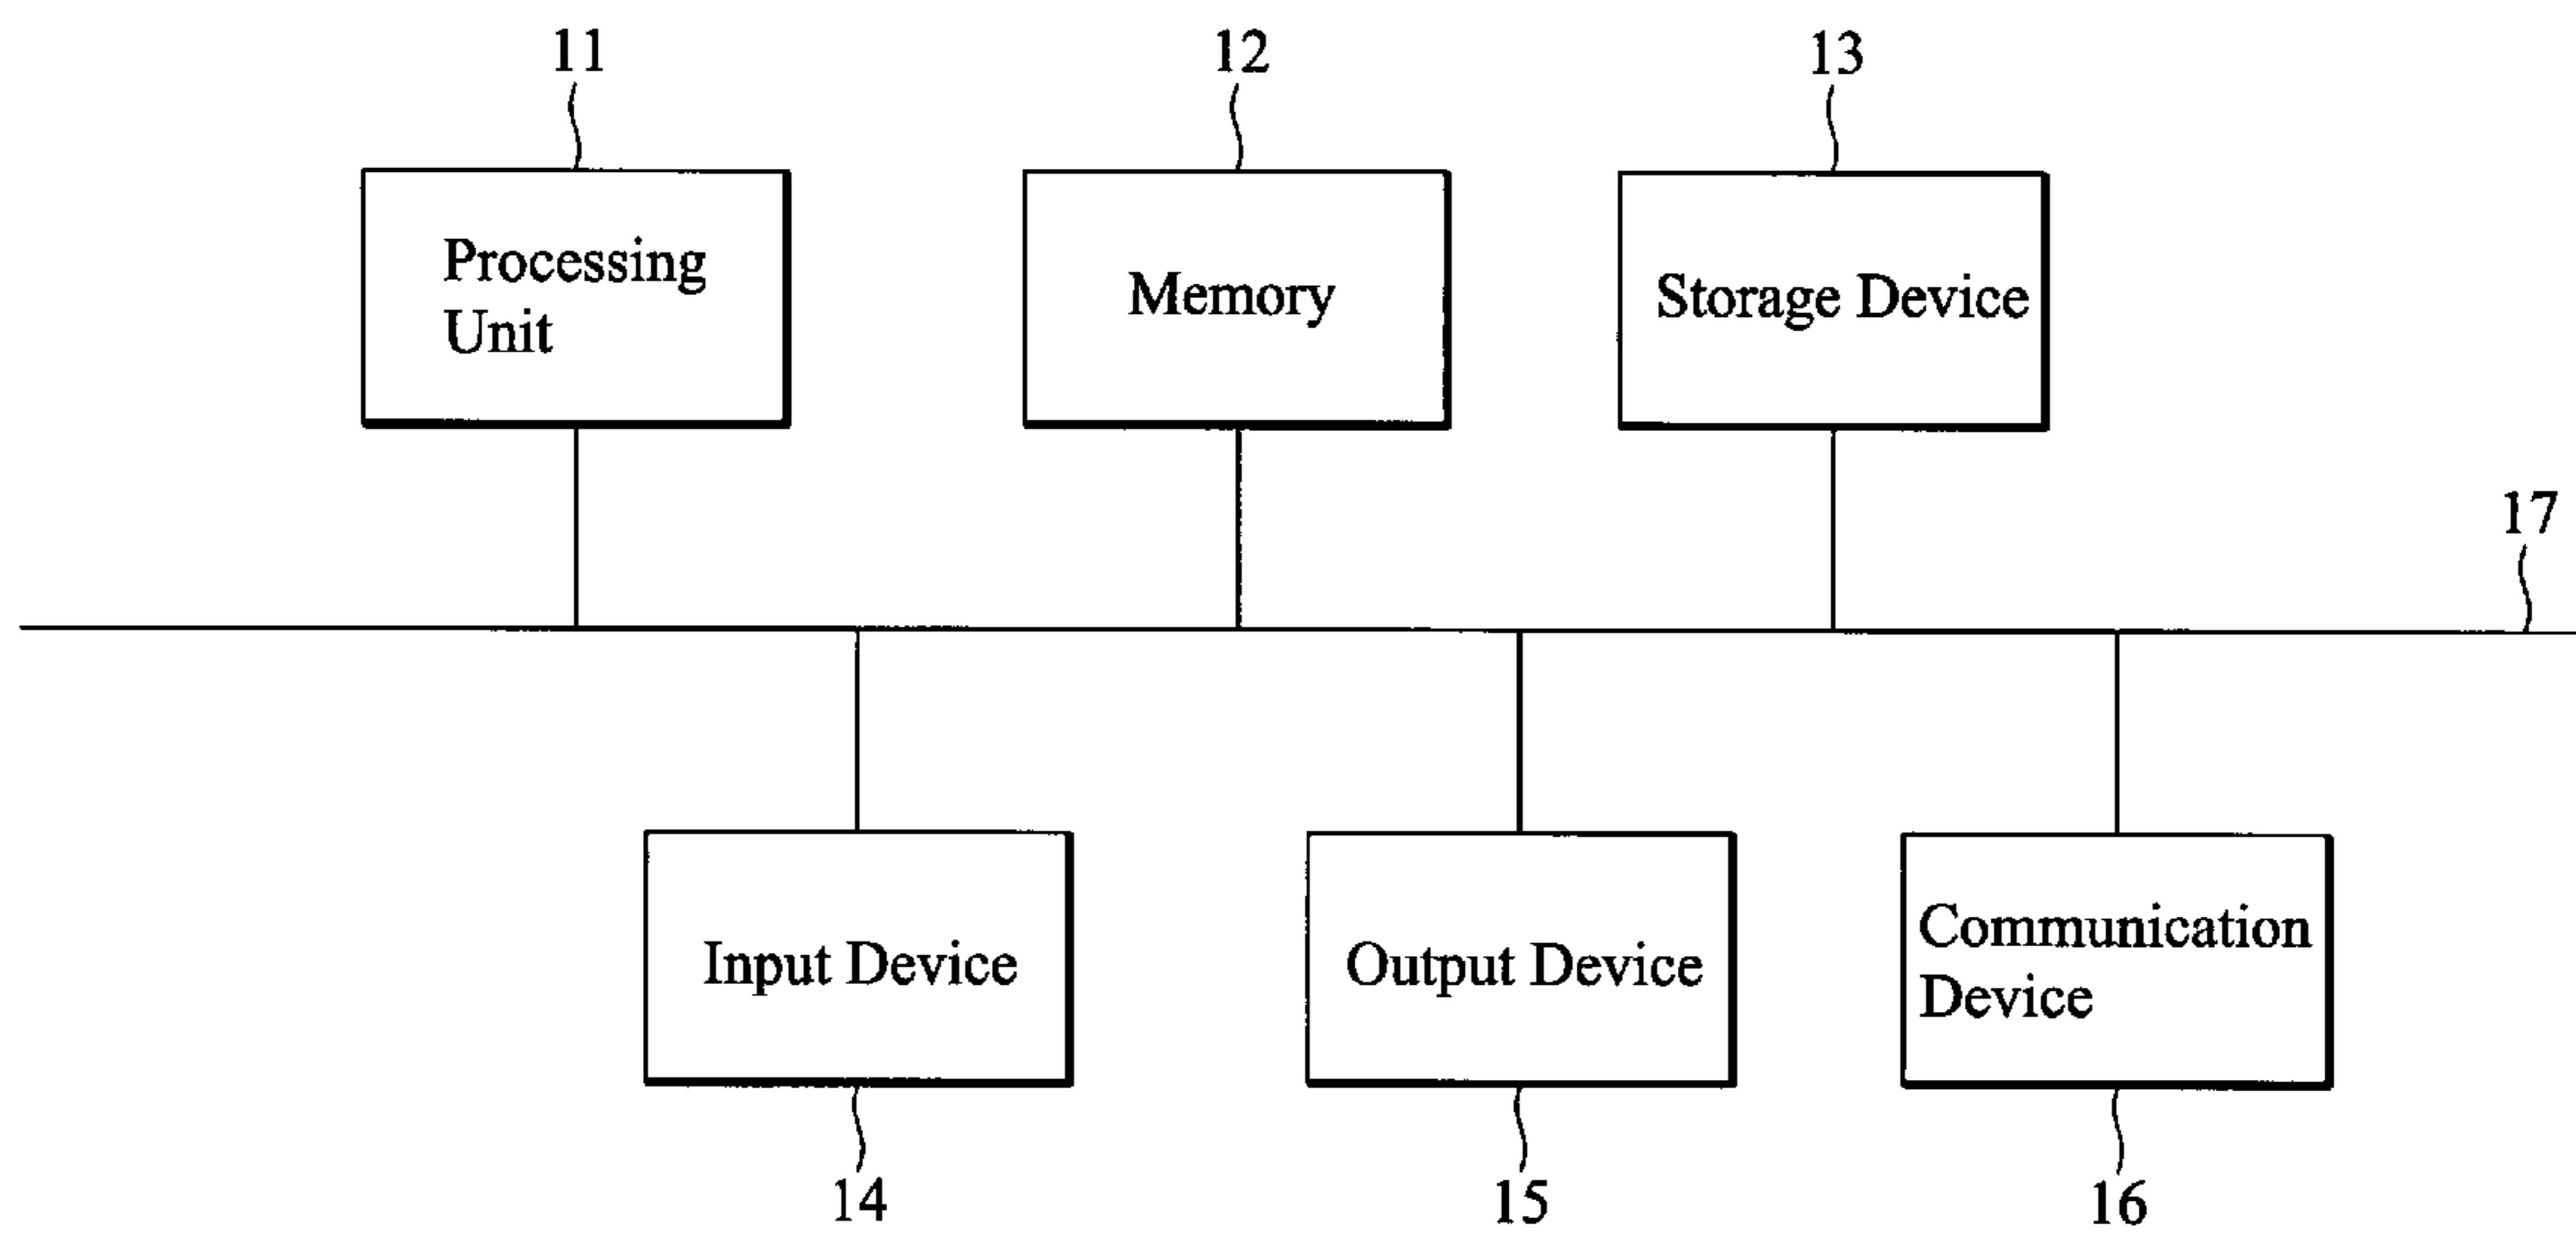 11
12
13
Processing
Unit
Memory
Storage Device
17
Input Device
Output Device
Communication
Device
14
15
16